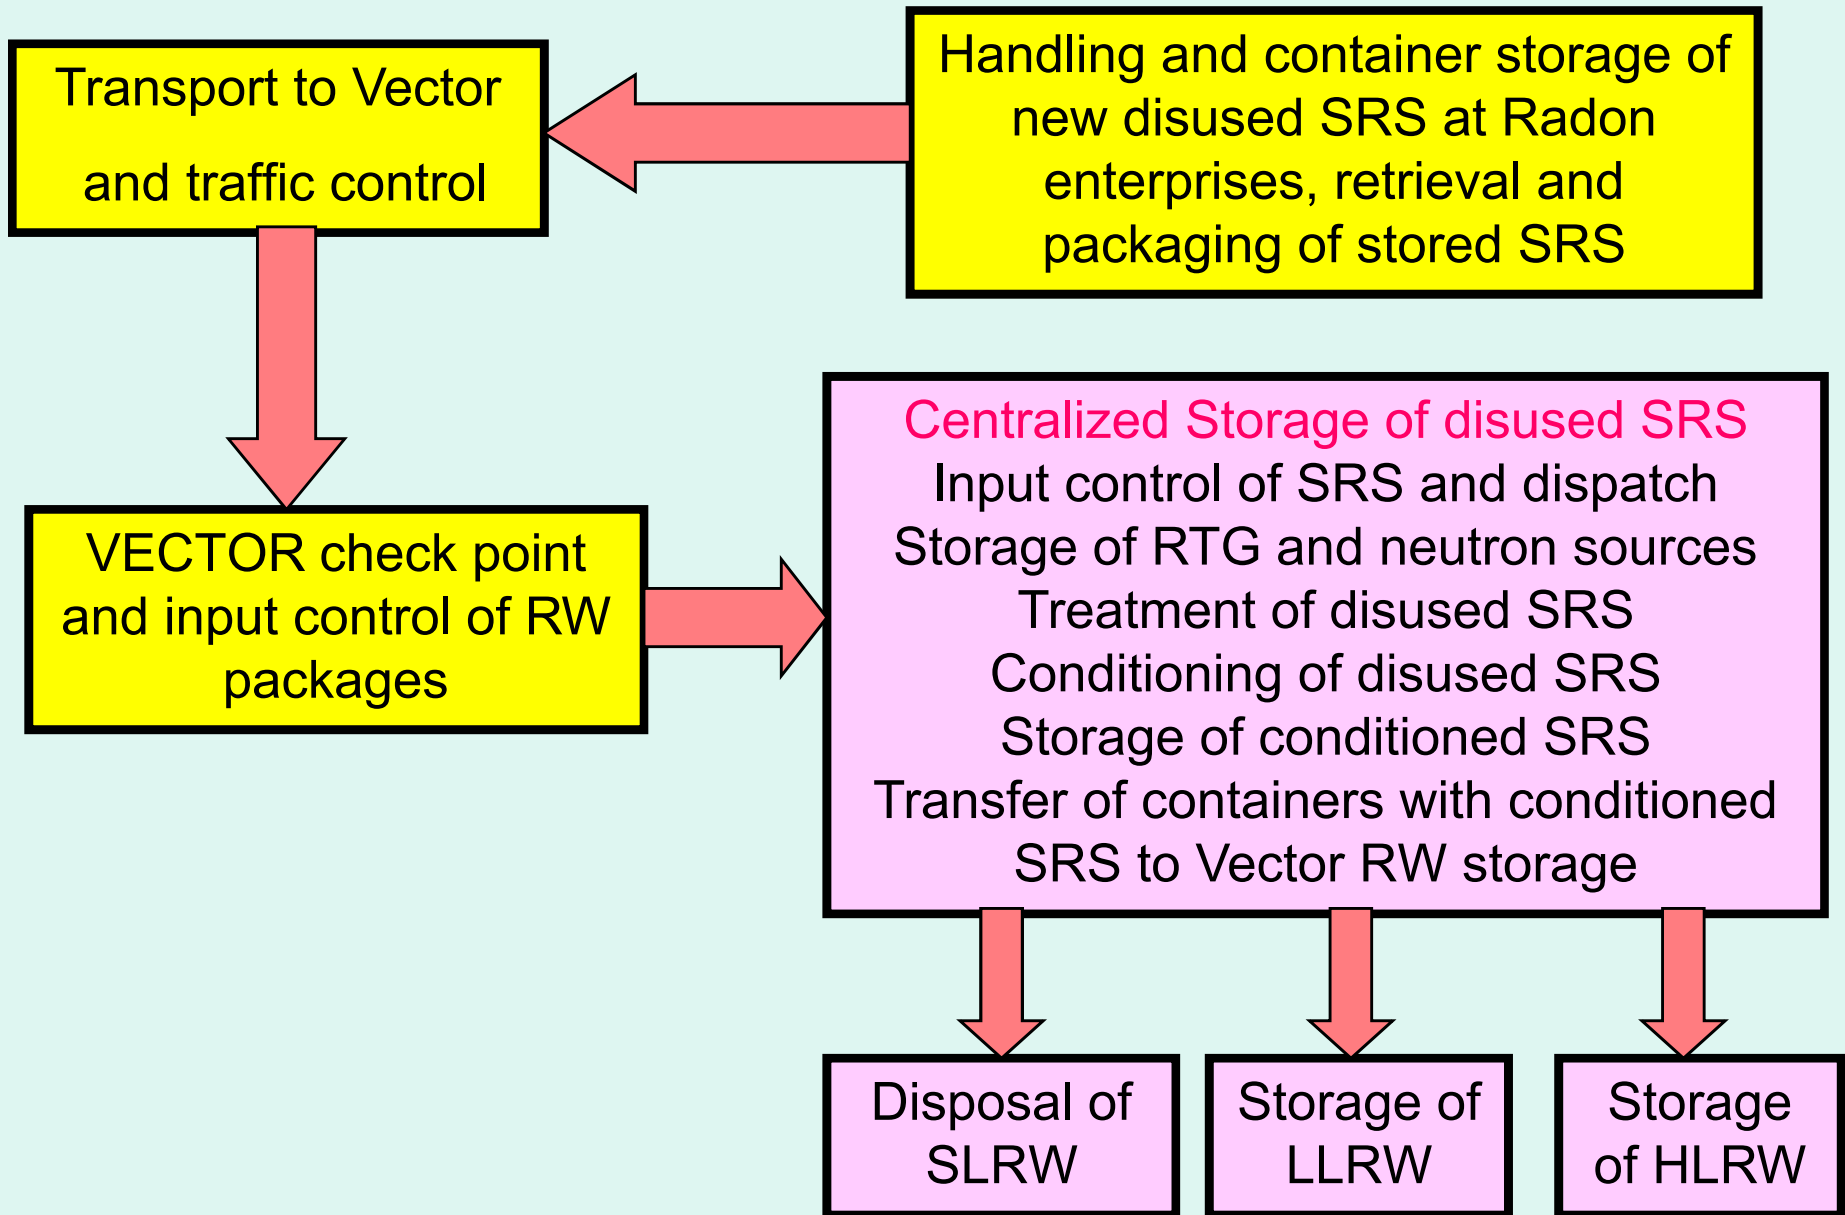 Transport to Vector
and traffic control
Handling and container storage of
new disused SRS at Radon
enterprises, retrieval and
packaging of stored SRS
VECTOR check point
and input control of RW
packages
Centralized Storage of disused SRS
Input control of SRS and dispatch
Storage of RTG and neutron sources
Treatment of disused SRS
Conditioning of disused SRS
Storage of conditioned SRS
Transfer of containers with conditioned
SRS to Vector RW storage
Disposal of
SLRW
Storage of
LLRW
Storage
of HLRW